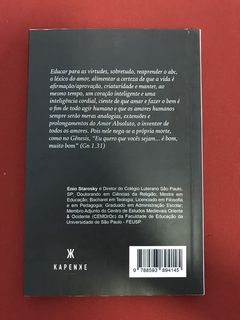 Educar para as virtudes, sobretudo, reaprender o abc,
o léxico do amor, alimentar a certeza de que a vida é
afirmação/aprovação, criaturidade e manter, ao
mesmo tempo, um coração inteligente e uma
inteligência cordial, ciente de que amar e fazer o bem é
o fim de todo agir humano e que os amores humanos
sempre serão meras analogias, extensões e
prolongamentos do Amor Absoluto, o inventor de
todos os amores. Pois nele nega-se a própria morte,
como no Gênesis, "Eu quero que vocês sejam... é bom,
muito bom" (Gn 1.31)
Ênio Starosky é Diretor do Colégio Luterano São Paulo,
SP, Doutorando em Ciências da Religião; Mestre em
Educação; Bacharel em Teologia; Licenciado em Filosofia
e em Pedagogia; Graduado em Administração Escolar;
Membro Adjunto do Centro de Estudos Medievais Oriente
& Ocidente (CEMOrOc) da Faculdade de Educação da
Universidade de São Paulo - FEUSP
KAPENKE
9 788593 894145